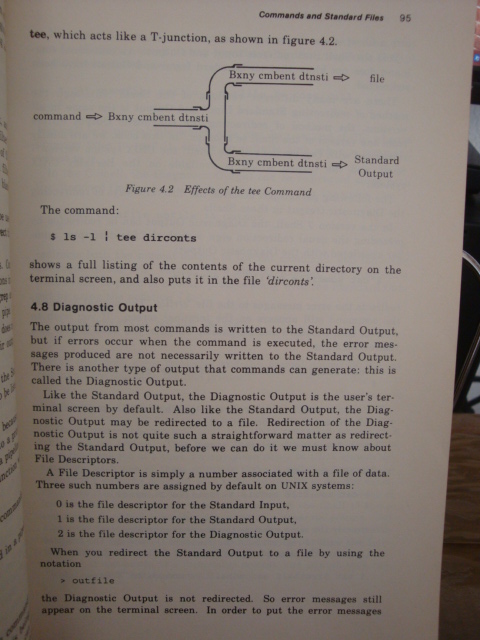 Commands and Standard Files 95
tee, which acts like a T-junction, as shown in figure 4.2.
Bxny cmbent dtnsti ⇨ file
command ⇨ Bxny cmbent dtnsti
Bxny cmbent dtnsti ⇨ Standard
Output
Figure 4.2 Effects of the tee Command
The command:
$ ls -l ¦ tee dirconts
shows a full listing of the contents of the current directory on the
terminal screen, and also puts it in the file 'dirconts'.
4.8 Diagnostic Output
The output from most commands is written to the Standard Output,
but if errors occur when the command is executed, the error mes-
sages produced are not necessarily written to the Standard Output.
There is another type of output that commands can generate: this is
called the Diagnostic Output.
Like the Standard Output, the Diagnostic Output is the user's ter-
minal screen by default. Also like the Standard Output, the Diag-
nostic Output may be redirected to a file. Redirection of the Diag-
nostic Output is not quite such a straightforward matter as redirect-
ing the Standard Output, before we can do it we must know about
File Descriptors.
A File Descriptor is simply a number associated with a file of data.
Three such numbers are assigned by default on UNIX systems:
0 is the file descriptor for the Standard Input,
1 is the file descriptor for the Standard Output,
2 is the file descriptor for the Diagnostic Output.
When you redirect the Standard Output to a file by using the
notation
> outfile
the Diagnostic Output is not redirected. So error messages still
appear on the terminal screen. In order to put the error messages